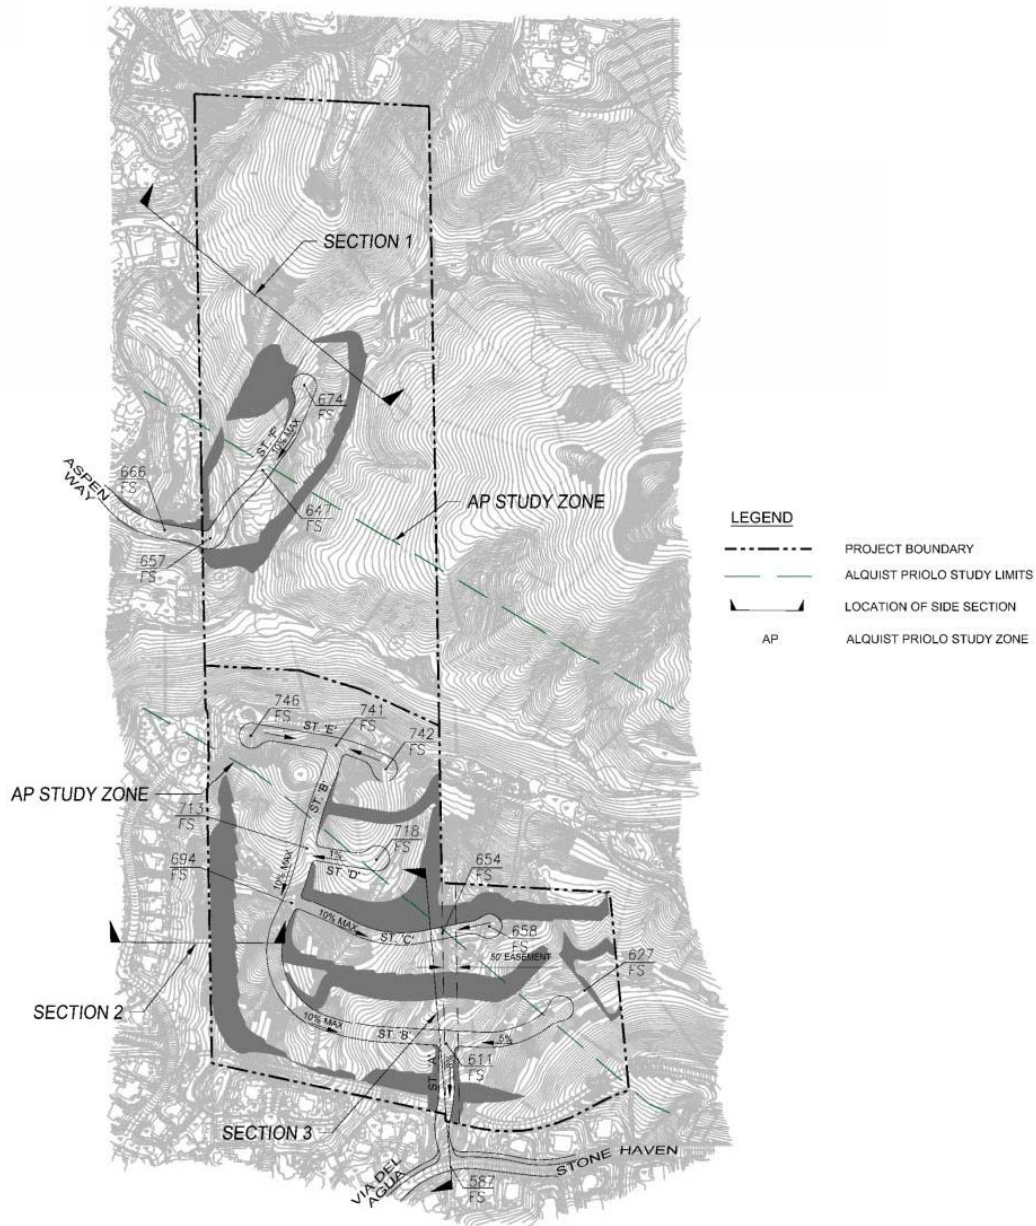 SECTION 1
674
FS
ST. 'F'
10% MAX
ASPEN
WAY
666
FS
647
FS
657
FS
AP STUDY ZONE
LEGEND
PROJECT BOUNDARY
ALQUIST PRIOLO STUDY LIMITS
LOCATION OF SIDE SECTION
AP
ALQUIST PRIOLO STUDY ZONE
746
FS
ST. 'E'
741
FS
742
FS
AP STUDY ZONE
ST. 'B'
713
FS
718
FS
1%
ST. 'D'
694
FS
10% MAX
654
FS
10% MAX
ST. 'C'
658
FS
50' EASEMENT
627
FS
SECTION 2
10% MAX
ST. 'B'
5%
ST. 'A'
611
FS
SECTION 3
STONE HAVEN
VIA DEL
AGUA
587
FS